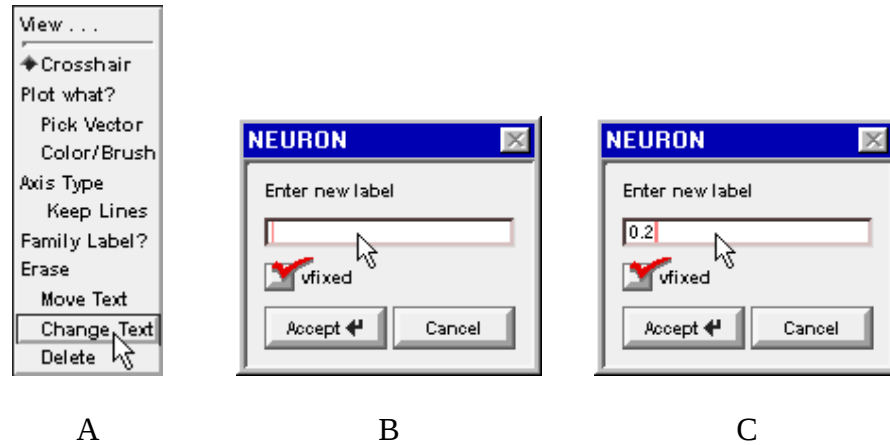 View . . .
Crosshair
Plot what?
Pick Vector
Color/Brush
Axis Type
Keep Lines
Family Label?
Erase
Move Text
Change Text
Delete
A
NEURON
Enter new label
vfixed
Accept
Cancel
B
NEURON
Enter new label
0.2
vfixed
Accept
Cancel
C